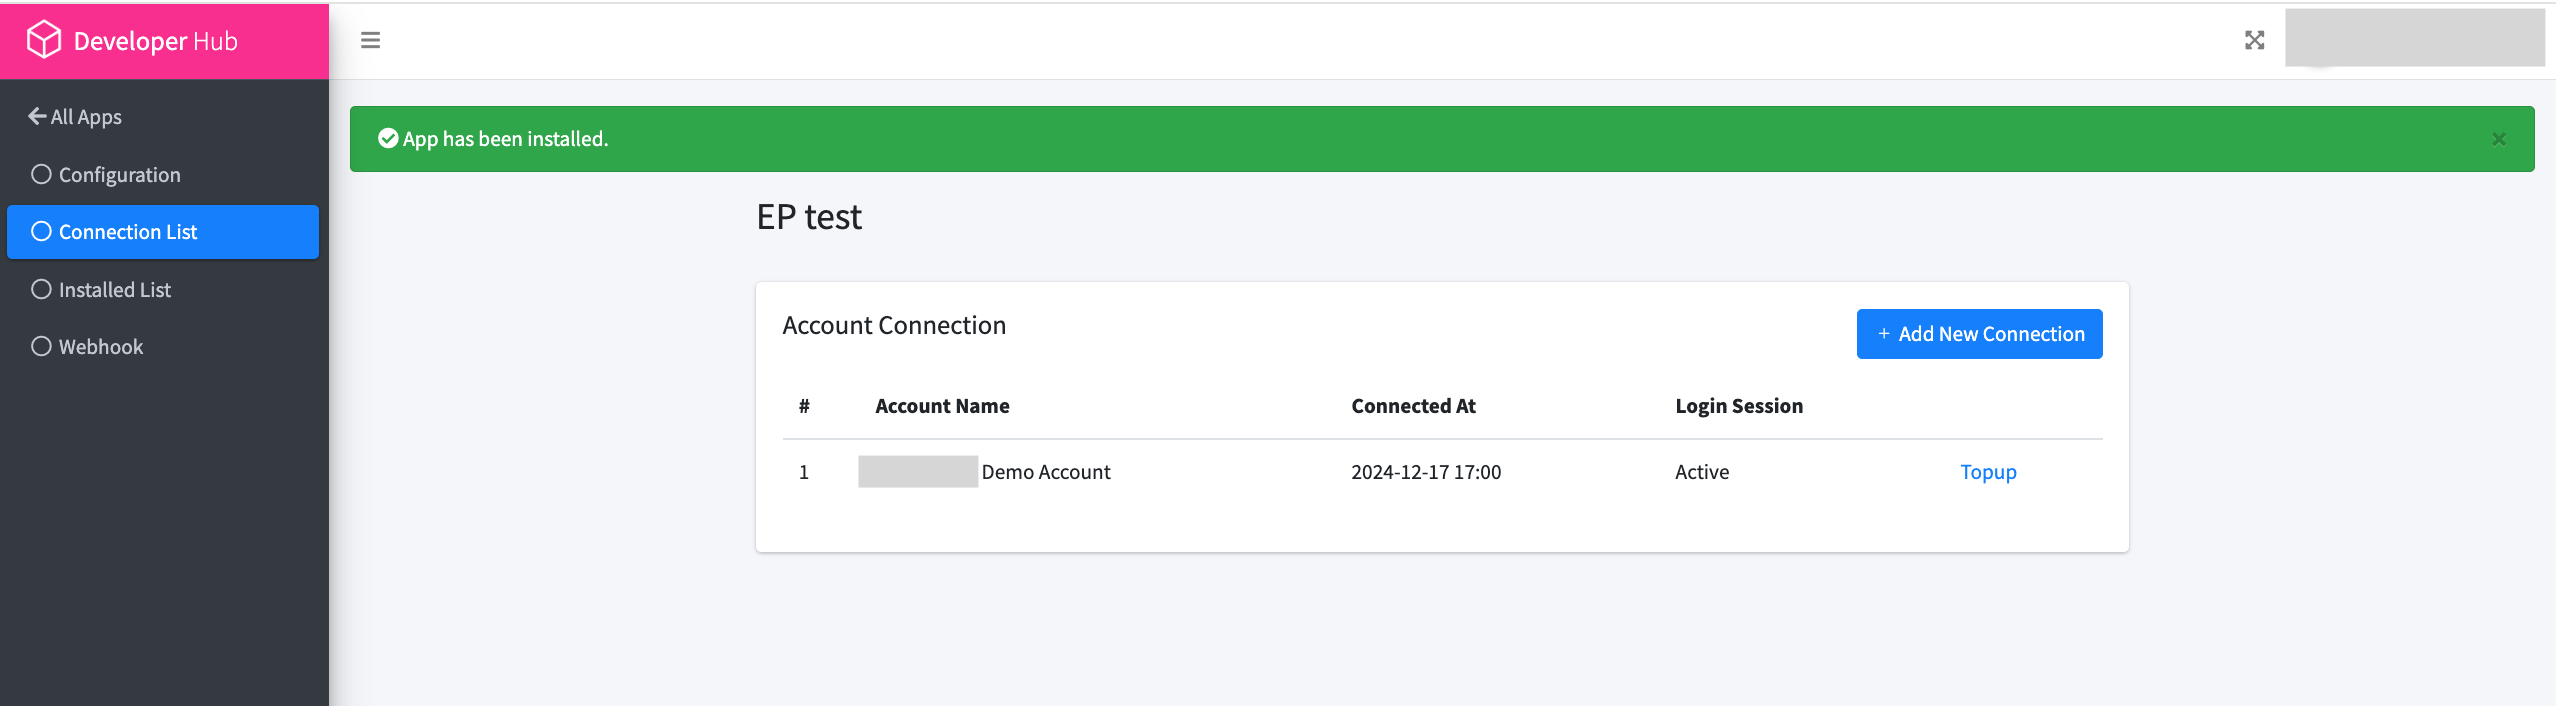 Developer Hub
All Apps
Configuration
Connection List
Installed List
Webhook
App has been installed.
EP test
Account Connection
+ Add New Connection
# Account Name Connected At Login Session
1 Demo Account 2024-12-17 17:00 Active Topup